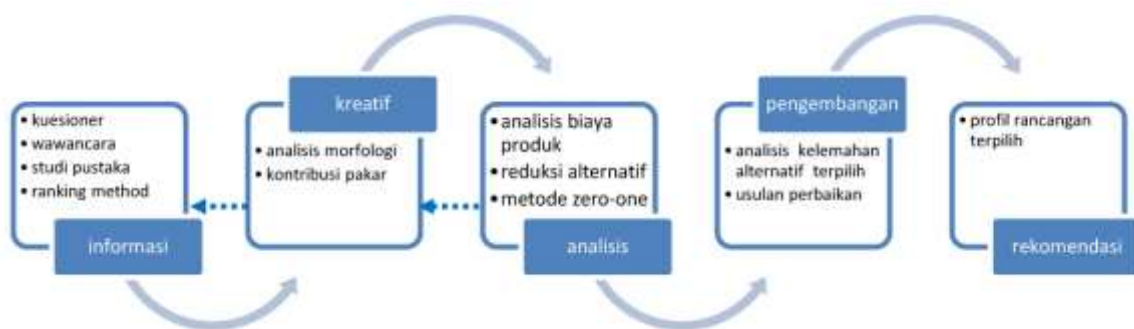 • kuesioner
• wawancara
• studi pustaka
• ranking method
informasi
kreatif
• analisis morfologi
• kontribusi pakar
• analisis biaya
produk
• reduksi alternatif
• metode zero-one
analisis
pengembangan
• analisis kelemahan
alternatif terpilih
• usulan perbaikan
• profil rancangan
terpilih
rekomendasi